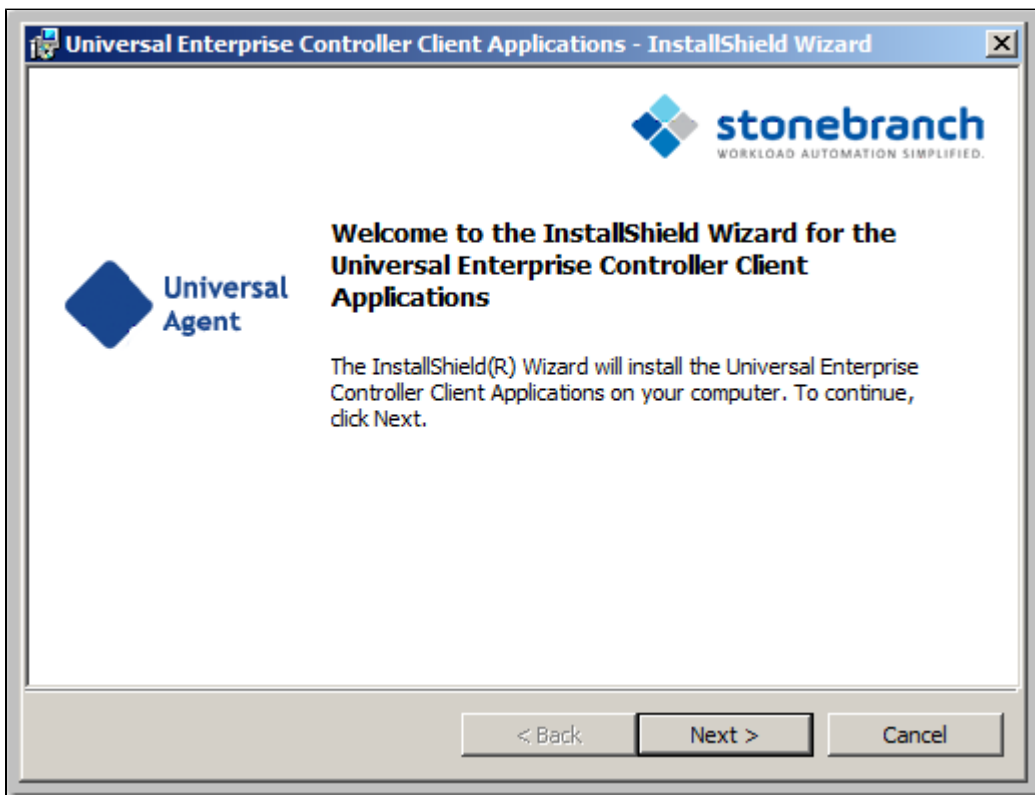 Universal Enterprise Controller Client Applications - InstallShield Wizard
stonebranch
WORKLOAD AUTOMATION SIMPLIFIED.
Universal
Agent
Welcome to the InstallShield Wizard for the
Universal Enterprise Controller Client
Applications
The InstallShield(R) Wizard will install the Universal Enterprise
Controller Client Applications on your computer. To continue,
click Next.
< Back
Next >
Cancel